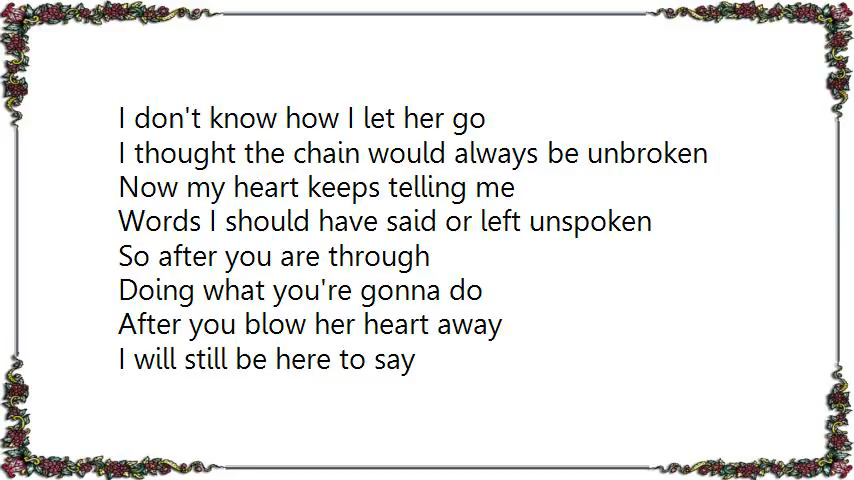 I don't know how I let her go
I thought the chain would always be unbroken
Now my heart keeps telling me
Words I should have said or left unspoken
So after you are through
Doing what you're gonna do
After you blow her heart away
I will still be here to say